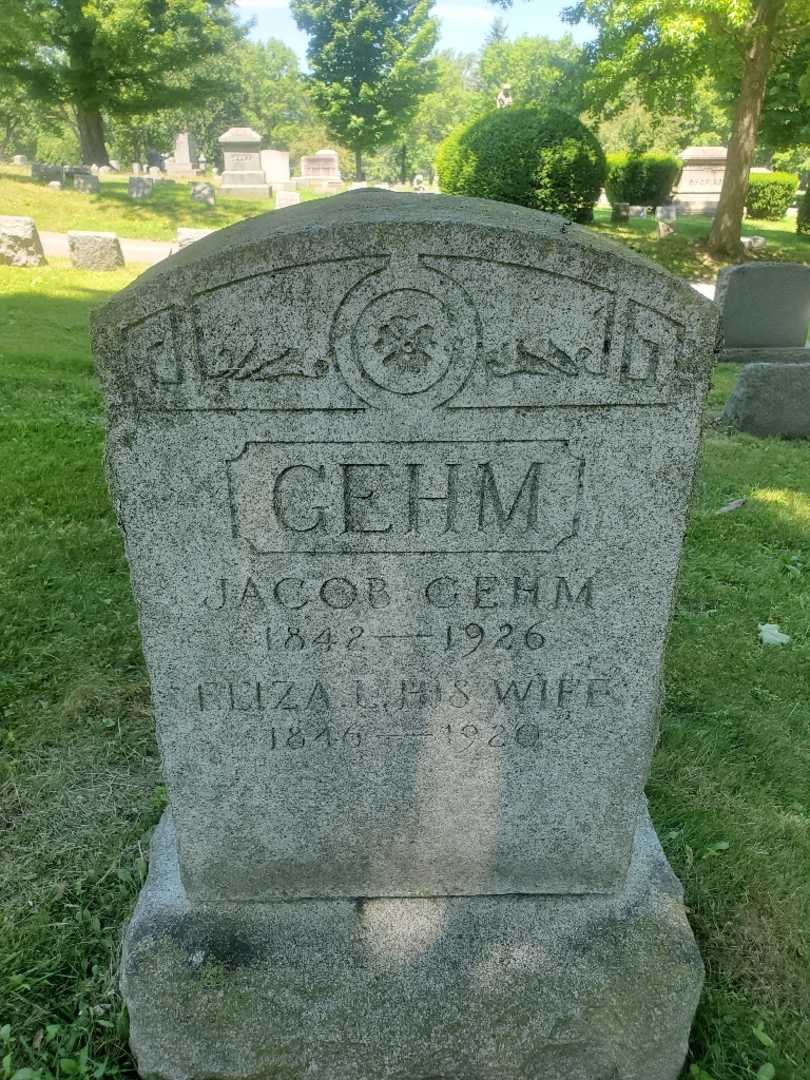 GEHM
JACOB GEHM
1842—1926
ELIZA L. HIS WIFE
1846—1920